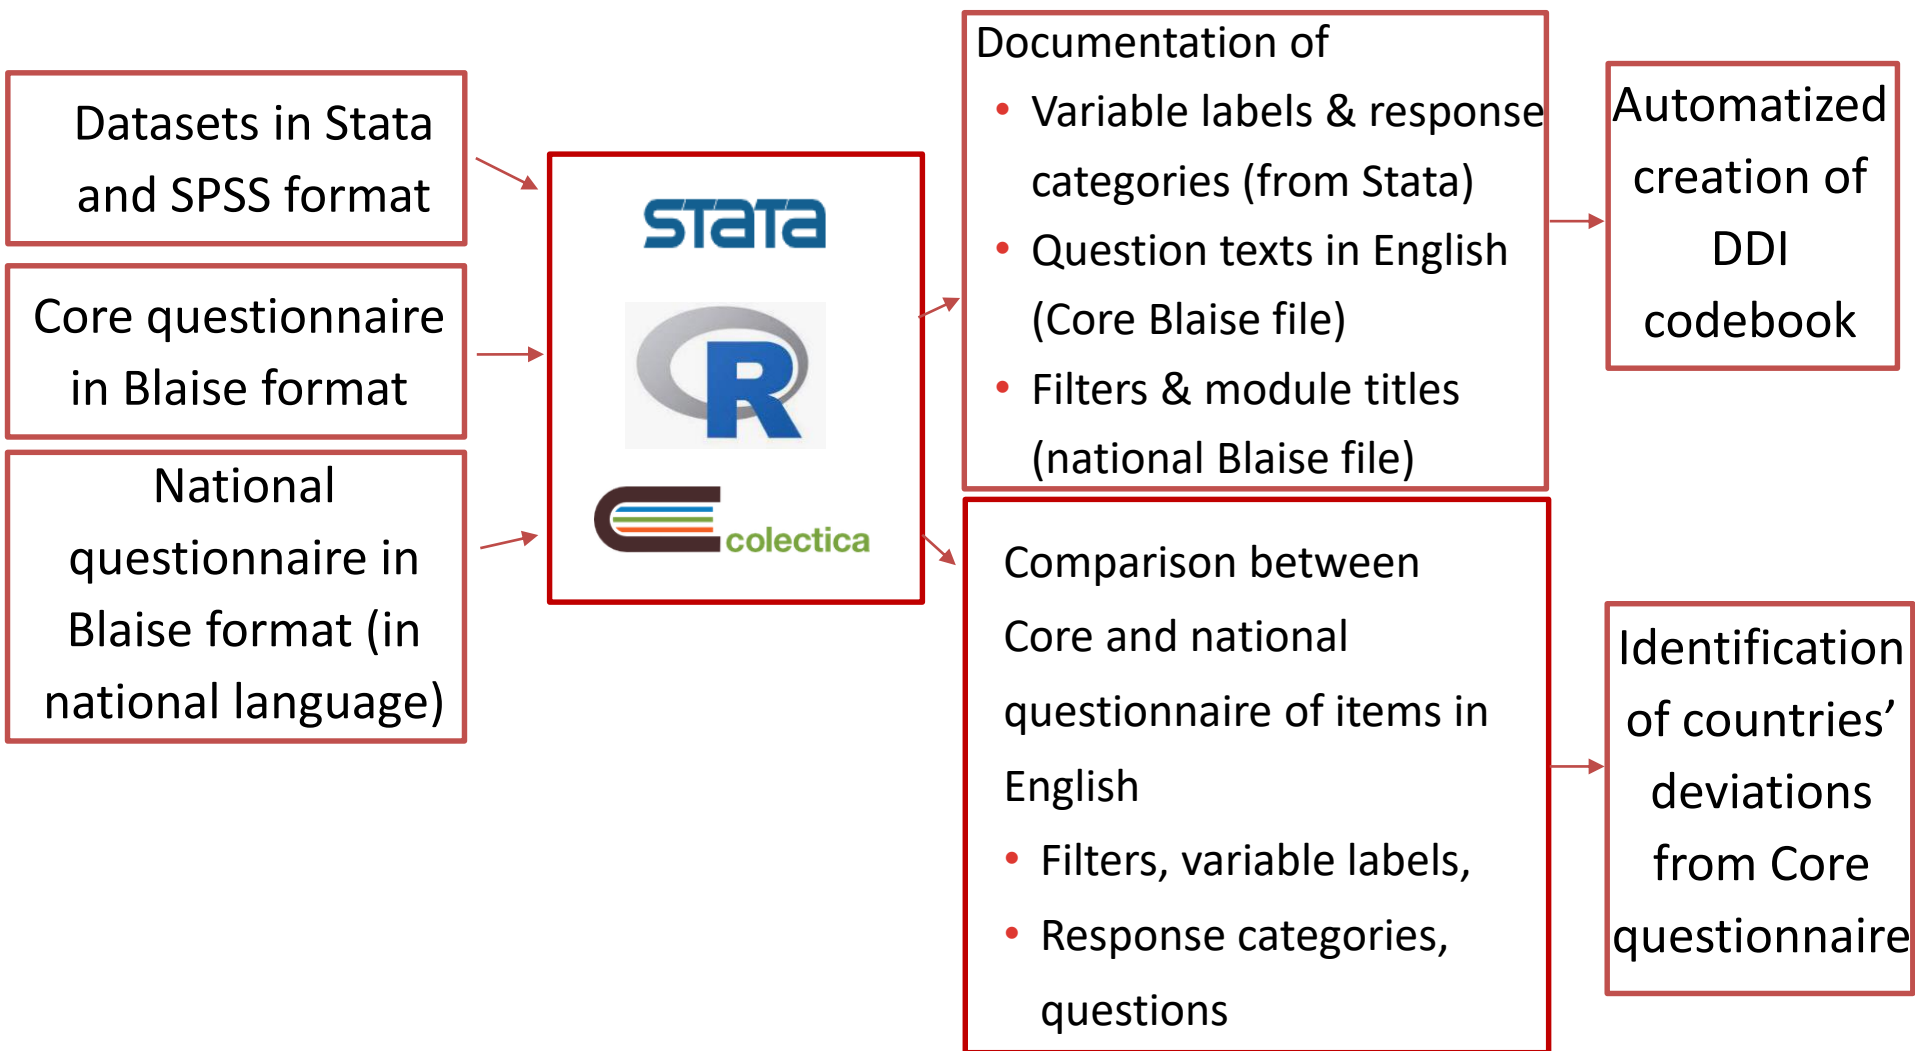 Datasets in Stata
and SPSS format
Core questionnaire
in Blaise format
National
questionnaire in
Blaise format (in
national language)
STATA
R
colectica
Documentation of
• Variable labels & response
categories (from Stata)
• Question texts in English
(Core Blaise file)
• Filters & module titles
(national Blaise file)
Comparison between
Core and national
questionnaire of items in
English
• Filters, variable labels,
• Response categories,
questions
Automatized
creation of
DDI
codebook
Identification
of countries’
deviations
from Core
questionnaire